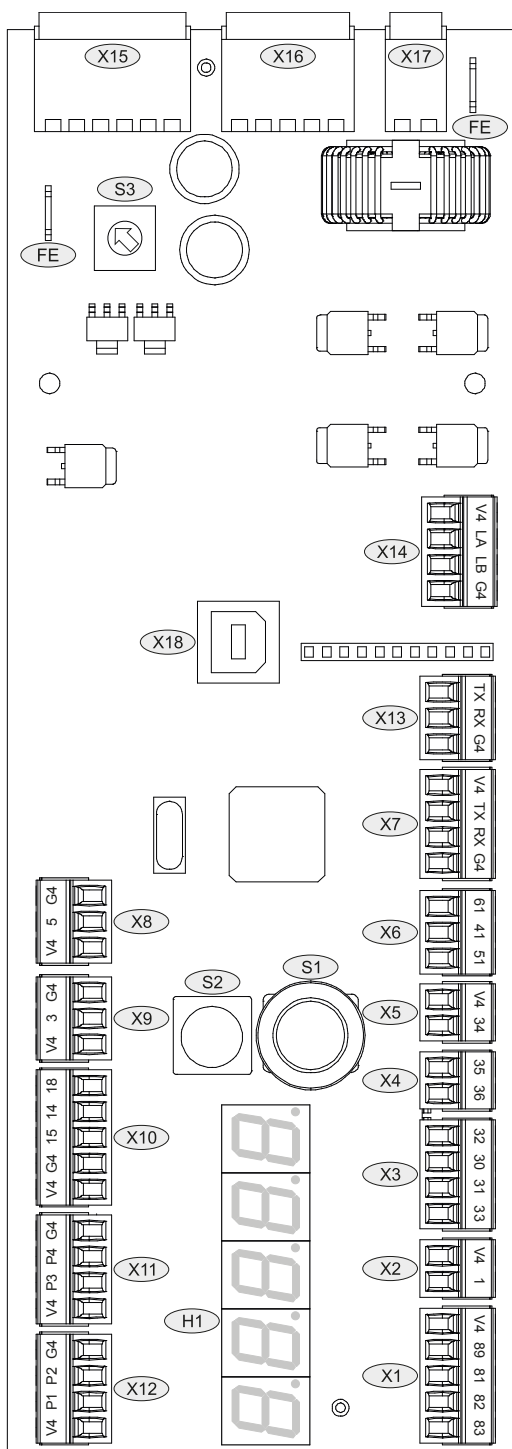 X15
X16
X17
FE
S3
FE
V4
LA
LB
G4
X14
X18
TX
RX
G4
X13
V4
TX
RX
G4
X7
G4
5
V4
X8
61
41
51
X6
S2
S1
G4
3
V4
X9
V4
34
X5
35
36
X4
18
14
15
G4
V4
X10
32
30
31
33
X3
G4
P4
P3
V4
X11
V4
1
X2
H1
G4
P2
P1
V4
X12
V4
89
81
82
83
X1